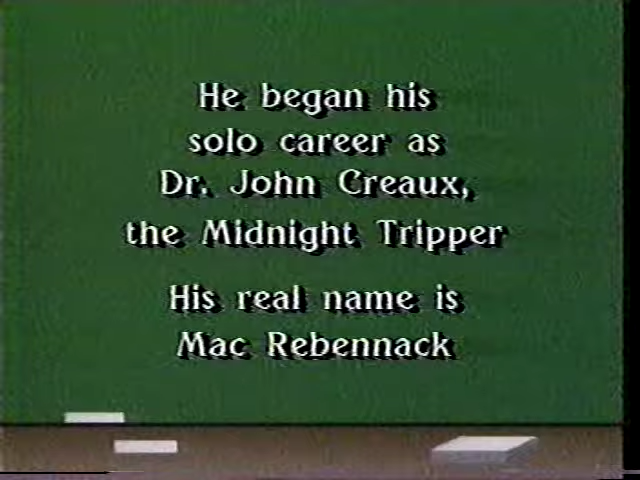 He began his
solo career as
Dr. John Creaux,
the Midnight Tripper
His real name is
Mac Rebennack